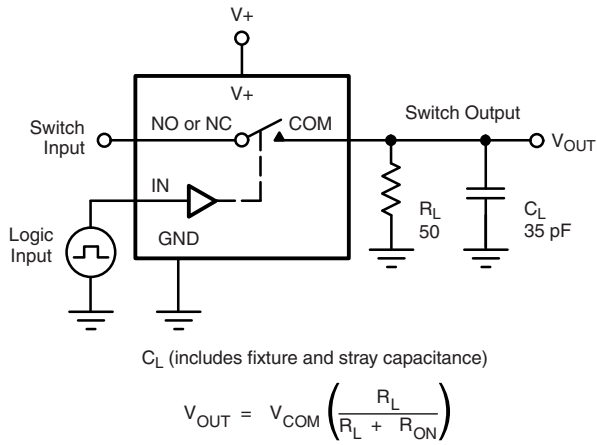 V+
V+
NO or NC
COM
Switch Output
Switch
Input
V_OUT
IN
R_L
50
C_L
35 pF
Logic
Input
GND
C_L (includes fixture and stray capacitance)
V_OUT = V_COM ( R_L / R_L + R_ON )